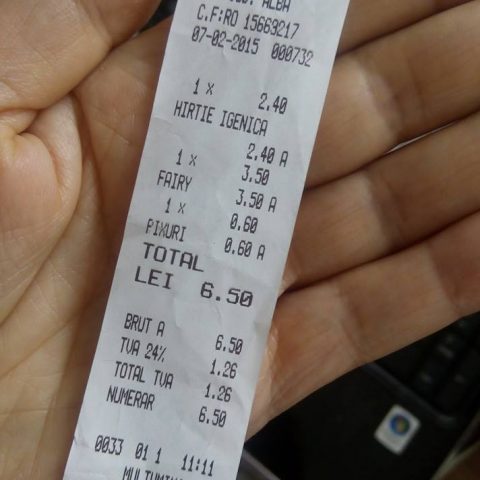 ALBA
C.F:RO 15669217
07-02-2015 000732
1 X 2.40
HIRTIE IGENICA
2.40 A
1 X 3.50
FAIRY
3.50 A
1 X 0.60
PIXURI
0.60 A
TOTAL
LEI 6.50
BRUT A 6.50
TVA 24% 1.26
TOTAL TVA 1.26
NUMERAR 6.50
0033 01 1 11:11